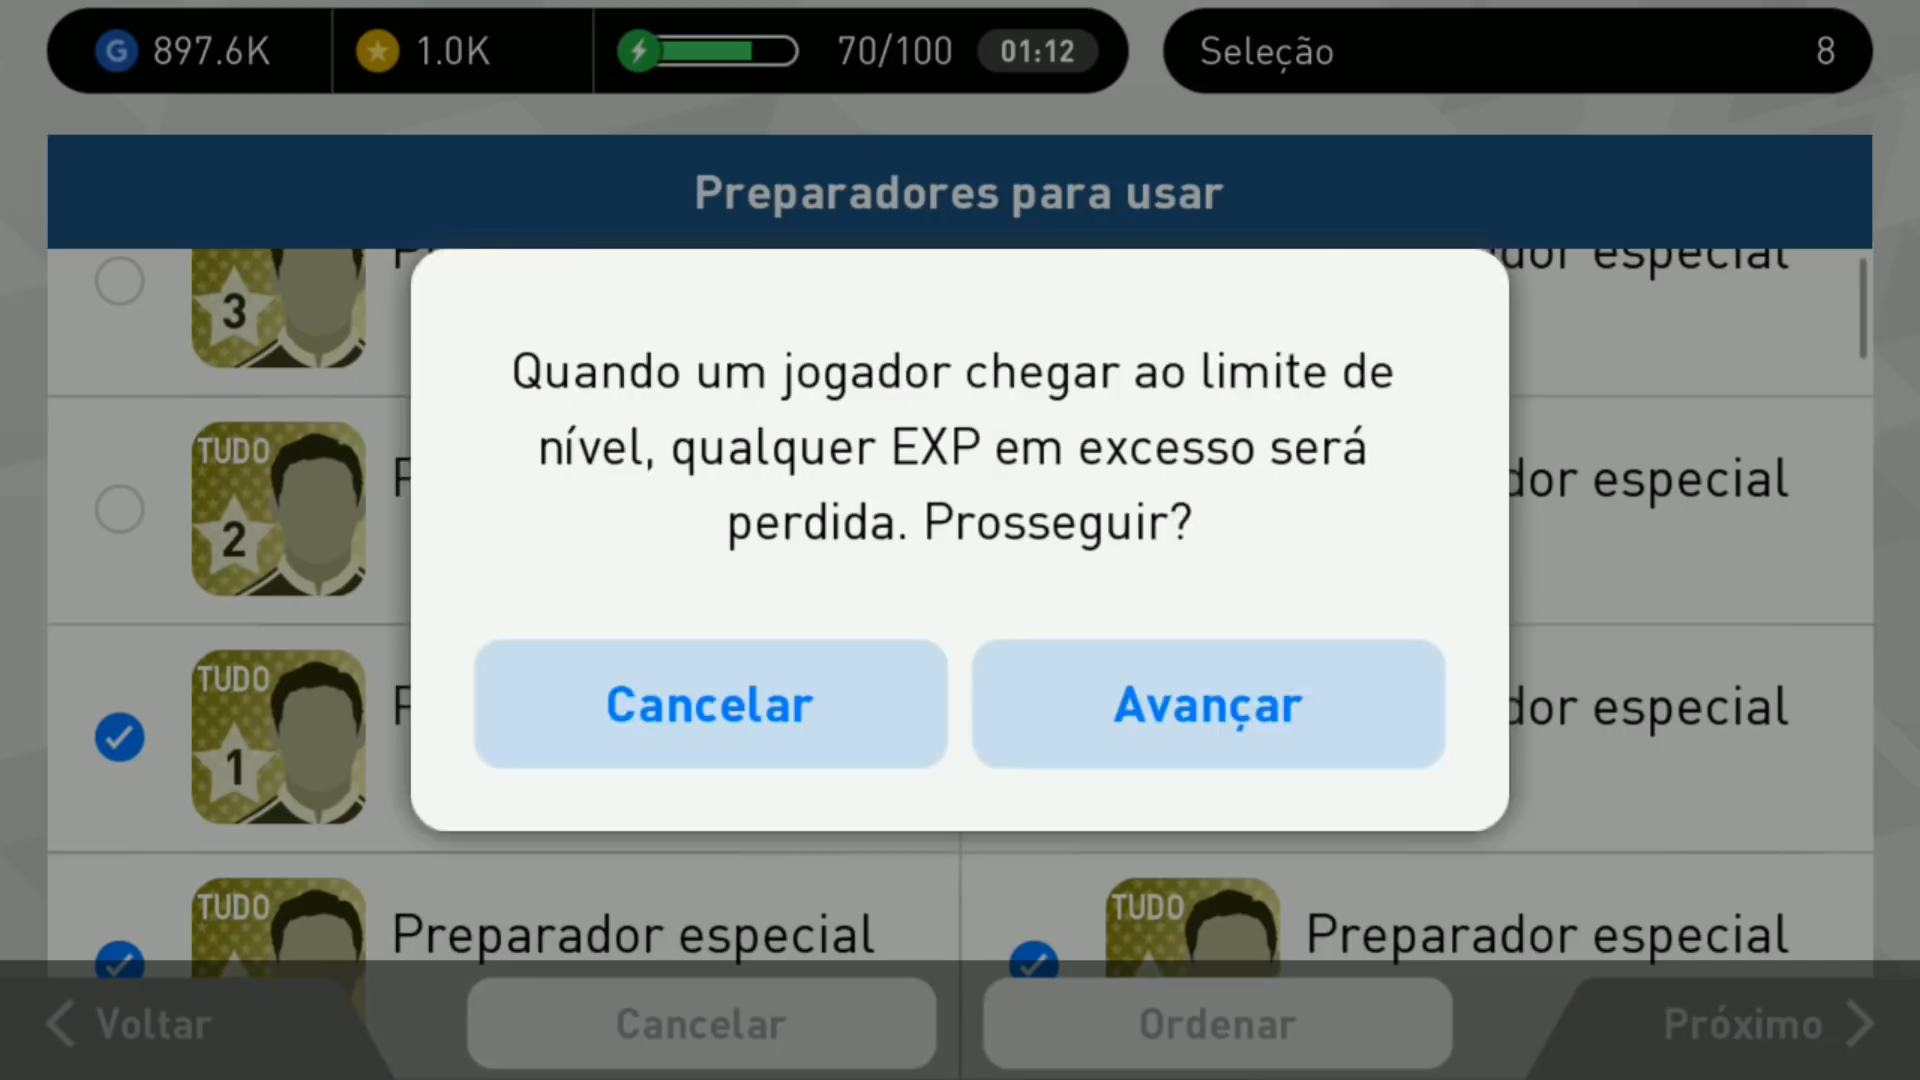 G 897.6K 1.0K 70/100 01:12 Seleção 8
Preparadores para usar
3 dor especial
TUDO 2 dor especial
TUDO 1 dor especial
Quando um jogador chegar ao limite de
nível, qualquer EXP em excesso será
perdida. Prosseguir?
Cancelar Avançar
TUDO Preparador especial TUDO Preparador especial
Voltar Cancelar Ordenar Próximo